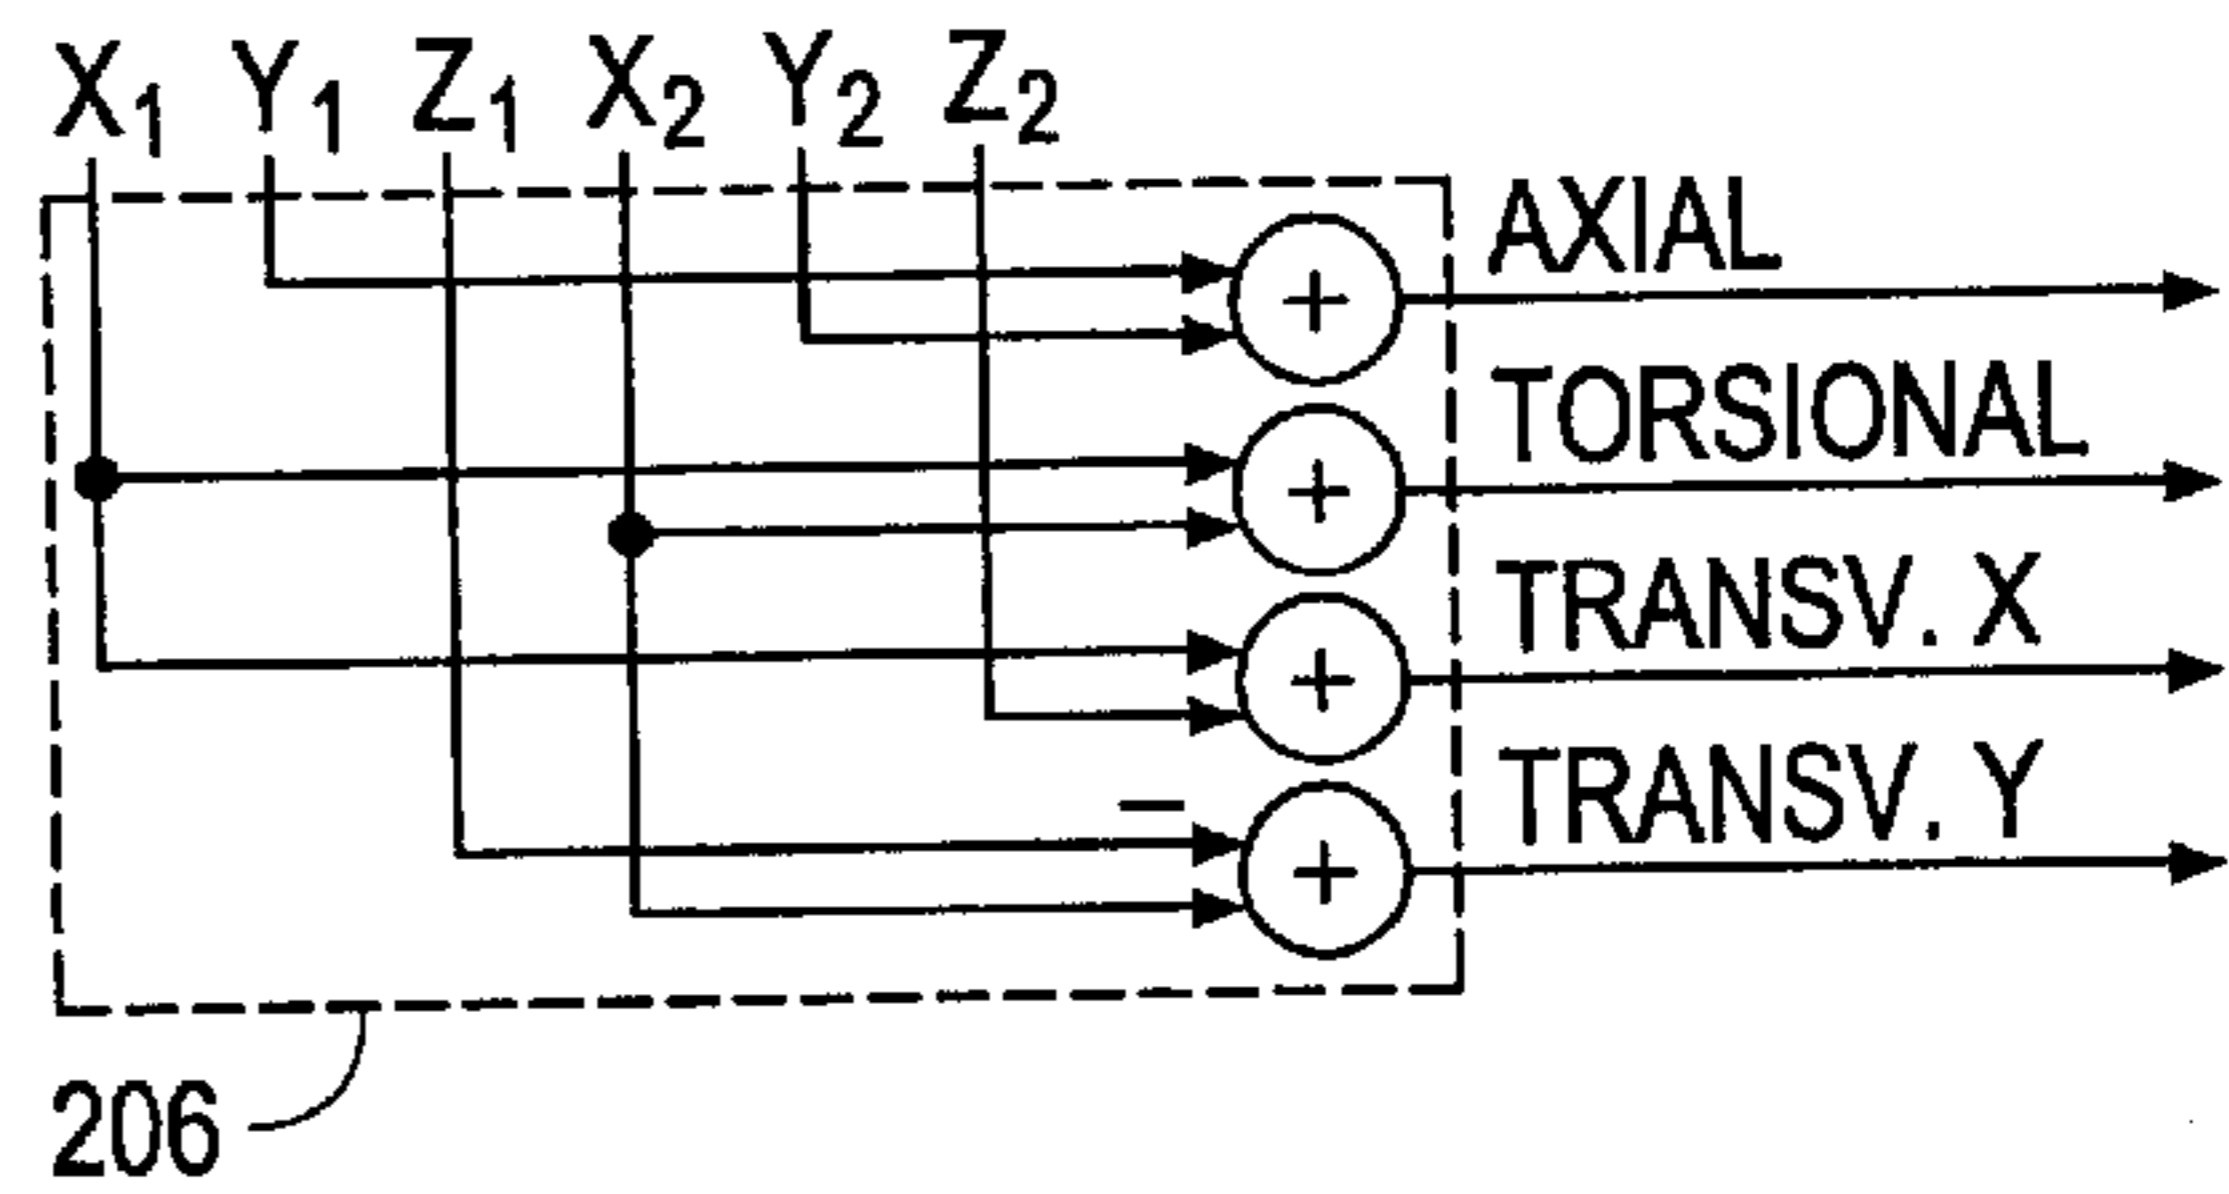 X1 Y1 Z1 X2 Y2 Z2
AXIAL
+
TORSIONAL
+
TRANSV. X
+
TRANSV. Y
−
+
206